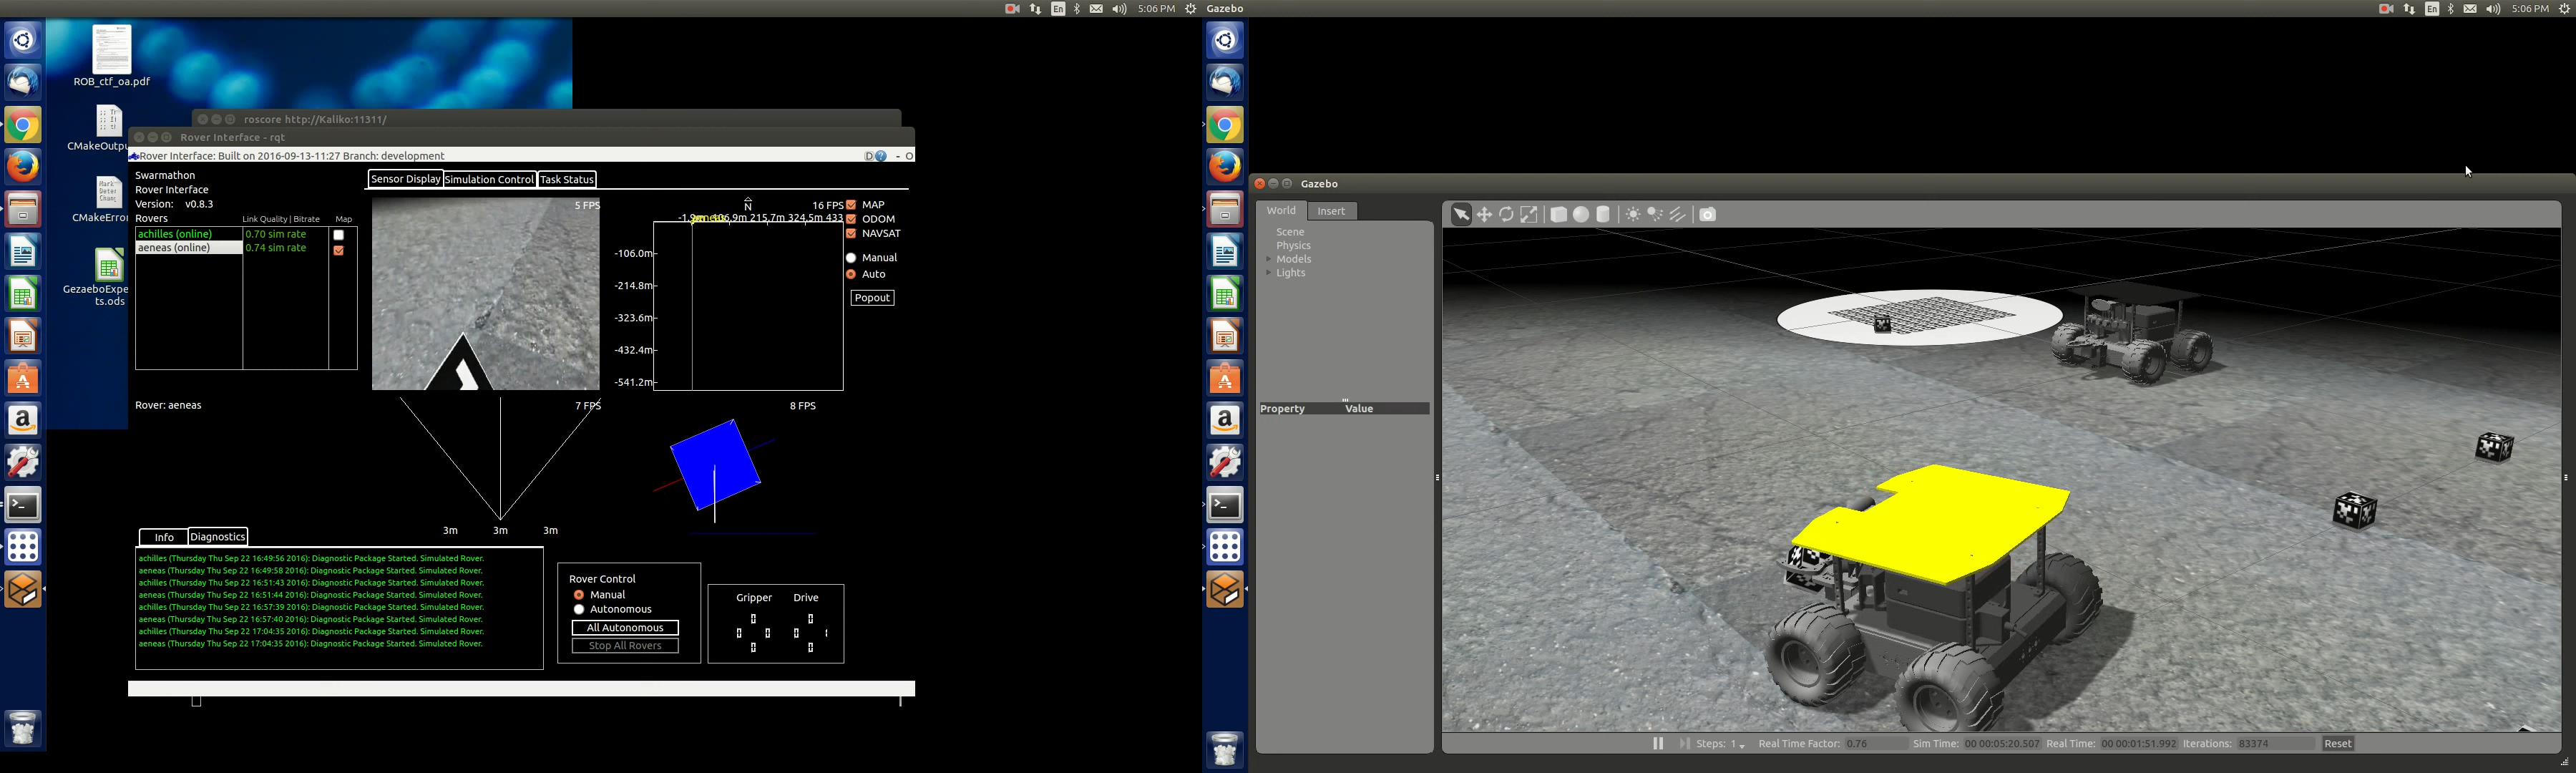 En
5:06 PM
Gazebo
En
5:06 PM
ROB_ctf_oa.pdf
CMakeOutpu
CMakeError
GezaeboExpe
ts.ods
roscore http://Kaliko:11311/
Rover Interface - rqt
Rover Interface: Built on 2016-09-13-11:27 Branch: development
D ? - O
Swarmathon
Rover Interface
Version: v0.8.3
Rovers
Link Quality | Bitrate
Map
achilles (online)
0.70 sim rate
aeneas (online)
0.74 sim rate
Sensor Display
Simulation Control
Task Status
5 FPS
N
16 FPS
215.7m 324.5m 433
-106.0m
-214.8m
-323.6m
-432.4m
-541.2m
MAP
ODOM
NAVSAT
Manual
Auto
Popout
Rover: aeneas
7 FPS
8 FPS
3m
3m
3m
Info
Diagnostics
achilles (Thursday Thu Sep 22 16:49:56 2016): Diagnostic Package Started. Simulated Rover.
aeneas (Thursday Thu Sep 22 16:49:58 2016): Diagnostic Package Started. Simulated Rover.
achilles (Thursday Thu Sep 22 16:51:43 2016): Diagnostic Package Started. Simulated Rover.
aeneas (Thursday Thu Sep 22 16:51:44 2016): Diagnostic Package Started. Simulated Rover.
achilles (Thursday Thu Sep 22 16:57:39 2016): Diagnostic Package Started. Simulated Rover.
aeneas (Thursday Thu Sep 22 16:57:40 2016): Diagnostic Package Started. Simulated Rover.
achilles (Thursday Thu Sep 22 17:04:35 2016): Diagnostic Package Started. Simulated Rover.
aeneas (Thursday Thu Sep 22 17:04:35 2016): Diagnostic Package Started. Simulated Rover.
Rover Control
Manual
Autonomous
All Autonomous
Stop All Rovers
Gripper
Drive
Gazebo
World
Insert
Scene
Physics
Models
Lights
Property
Value
Steps: 1
Real Time Factor: 0.76
Sim Time: 00 00:05:20.507
Real Time: 00 00:01:51.992
Iterations: 83374
Reset